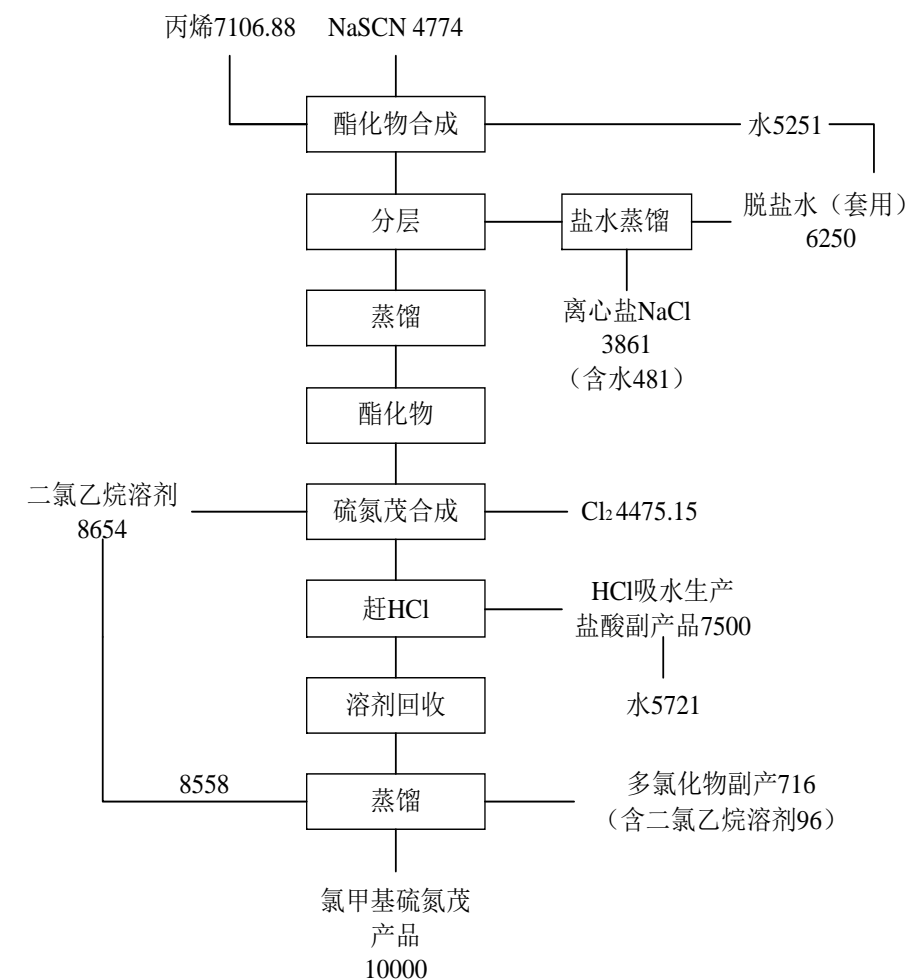 丙烯7106.88 NaSCN 4774
酯化物合成
水5251
分层
盐水蒸馏
脱盐水（套用）
6250
蒸馏
离心盐NaCl
3861
（含水481）
酯化物
二氯乙烷溶剂
8654
硫氮茂合成
Cl₂ 4475.15
赶HCl
HCl吸水生产
盐酸副产品7500
溶剂回收
水5721
8558
蒸馏
多氯化物副产716
（含二氯乙烷溶剂96）
氯甲基硫氮茂
产品
10000